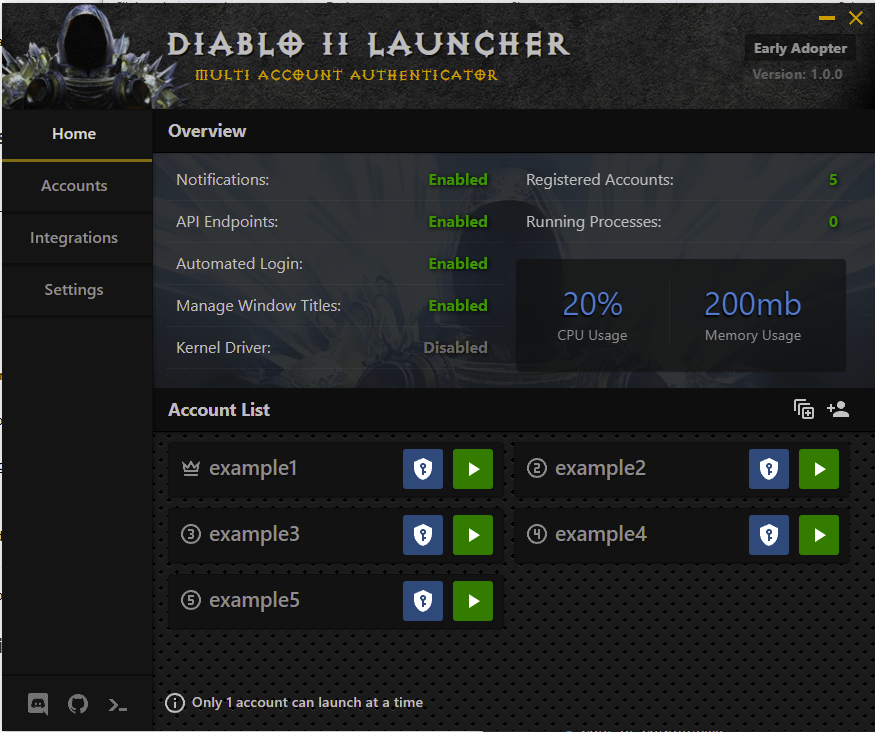 DIABLO II LAUNCHER
MULTI ACCOUNT AUTHENTICATOR
Early Adopter
Version: 1.0.0
Home
Accounts
Integrations
Settings
Overview
Notifications: Enabled
API Endpoints: Enabled
Automated Login: Enabled
Manage Window Titles: Enabled
Kernel Driver: Disabled
Registered Accounts: 5
Running Processes: 0
20%
CPU Usage
200mb
Memory Usage
Account List
example1
2 example2
3 example3
4 example4
5 example5
Only 1 account can launch at a time